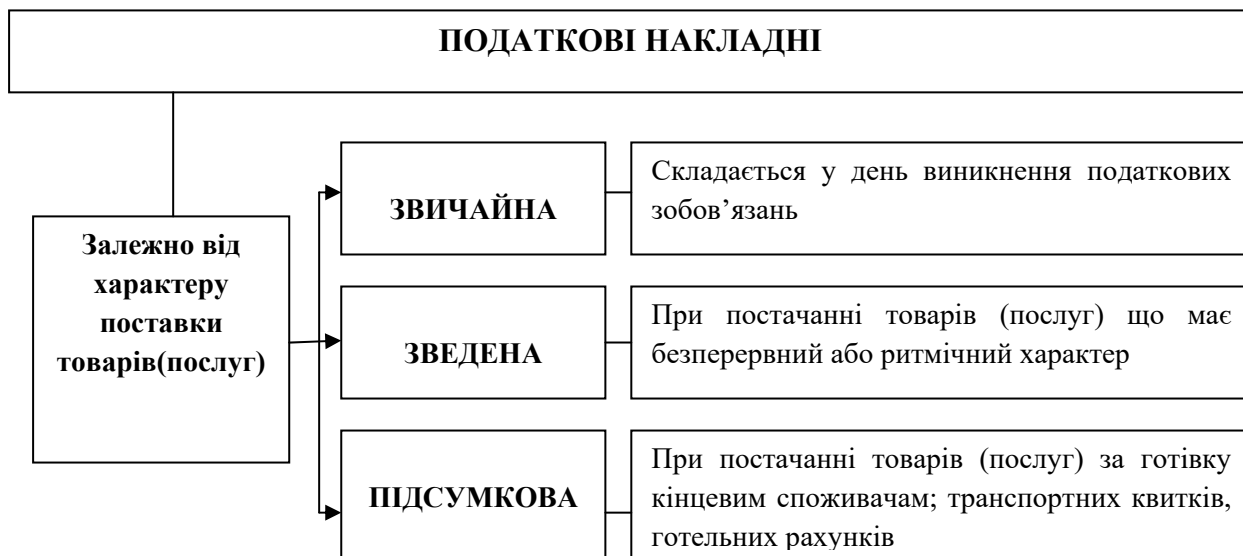 ПОДАТКОВІ НАКЛАДНІ
Залежно від
характеру
поставки
товарів(послуг)
ЗВИЧАЙНА
Складається у день виникнення податкових
зобов’язань
ЗВЕДЕНА
При постачанні товарів (послуг) що має
безперервний або ритмічний характер
ПІДСУМКОВА
При постачанні товарів (послуг) за готівку
кінцевим споживачам; транспортних квитків,
готельних рахунків